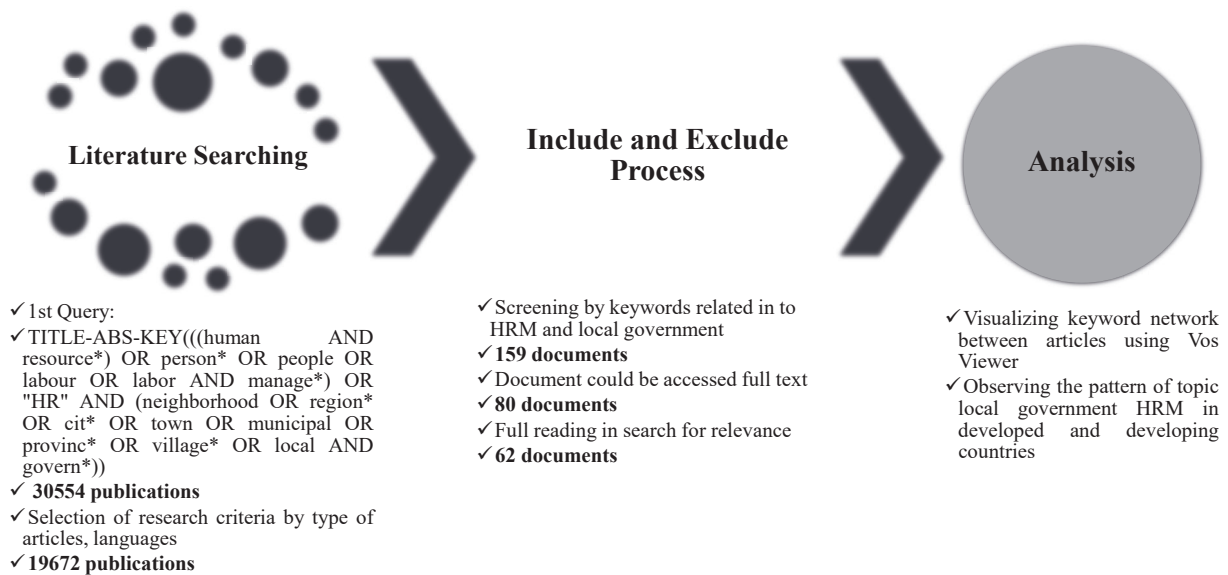 Literature Searching
✓1st Query:
✓TITLE-ABS-KEY(((human AND
resource*) OR person* OR people OR
labour OR labor AND manage*) OR
"HR" AND (neighborhood OR region*
OR cit* OR town OR municipal OR
provinc* OR village* OR local AND
govern*))
✓ 30554 publications
✓Selection of research criteria by type of
articles, languages
✓19672 publications
Include and Exclude
Process
✓Screening by keywords related in to
HRM and local government
✓159 documents
✓Document could be accessed full text
✓80 documents
✓Full reading in search for relevance
✓62 documents
Analysis
✓Visualizing keyword network
between articles using Vos
Viewer
✓Observing the pattern of topic
local government HRM in
developed and developing
countries